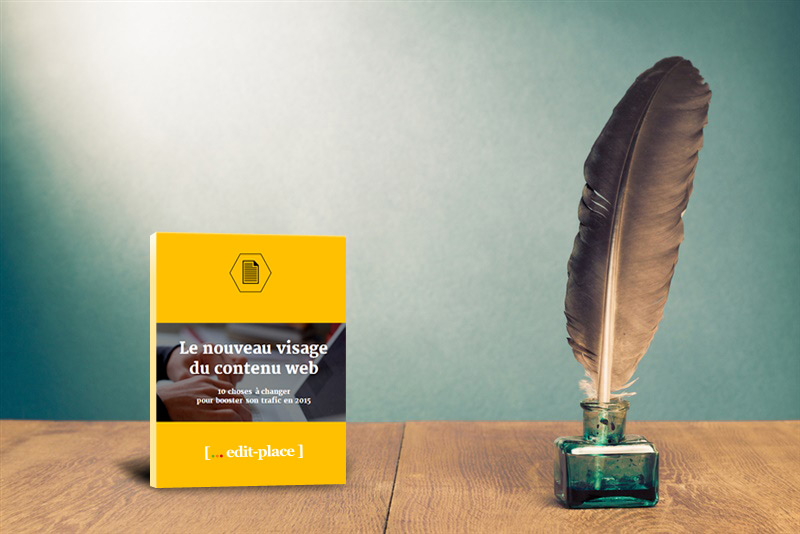 Le nouveau visage
du contenu web
10 choses à changer
pour booster son trafic en 2015
[... edit-place ]